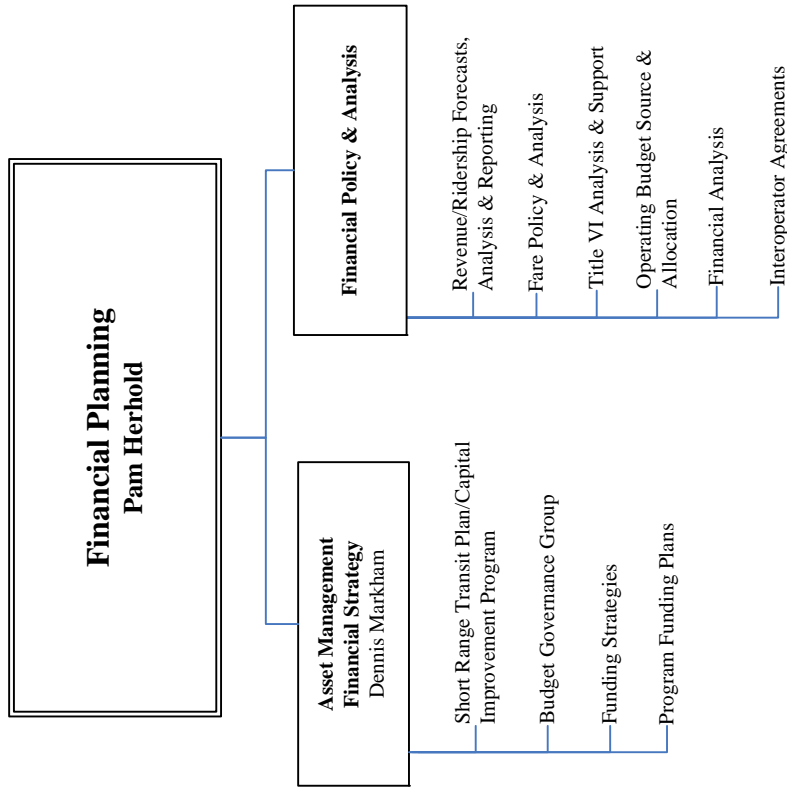 Financial Planning
Pam Herhold
Asset Management
Financial Strategy
Dennis Markham
Short Range Transit Plan/Capital
Improvement Program
Budget Governance Group
Funding Strategies
Program Funding Plans
Financial Policy & Analysis
Revenue/Ridership Forecasts,
Analysis & Reporting
Fare Policy & Analysis
Title VI Analysis & Support
Operating Budget Source &
Allocation
Financial Analysis
Interoperator Agreements